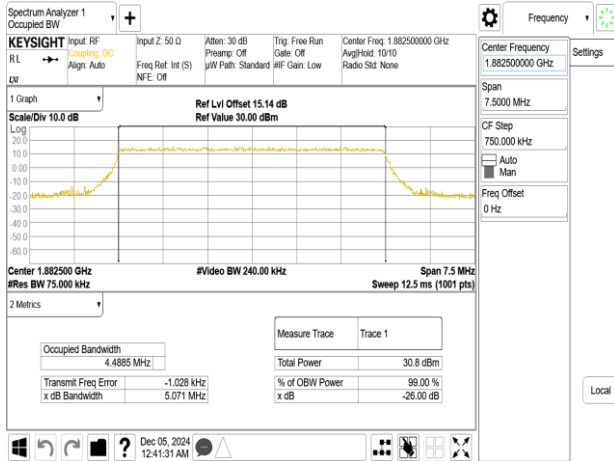 Spectrum Analyzer 1
Occupied BW
Frequency
KEYSIGHT
RL
LXI
Input: RF
Coupling: DC
Align: Auto
Input Z: 50 Ω
Freq Ref: Int (S)
NFE: Off
Atten: 30 dB
Preamp: Off
µW Path: Standard
Trig: Free Run
Gate: Off
#IF Gain: Low
Center Freq: 1.882500000 GHz
Avg|Hold: 10/10
Radio Std: None
Center Frequency
1.882500000 GHz
Settings
Span
7.5000 MHz
CF Step
750.000 kHz
Auto
Man
Freq Offset
0 Hz
Local
1 Graph
Scale/Div 10.0 dB
Ref Lvl Offset 15.14 dB
Ref Value 30.00 dBm
Log
20.0
10.0
0.00
-10.0
-20.0
-30.0
-40.0
-50.0
-60.0
Center 1.882500 GHz
#Video BW 240.00 kHz
Span 7.5 MHz
#Res BW 75.000 kHz
Sweep 12.5 ms (1001 pts)
2 Metrics
Measure Trace Trace 1
Occupied Bandwidth
4.4885 MHz
Total Power 30.8 dBm
Transmit Freq Error -1.028 kHz
% of OBW Power 99.00 %
x dB Bandwidth 5.071 MHz
x dB -26.00 dB
?
Dec 05, 2024
12:41:31 AM